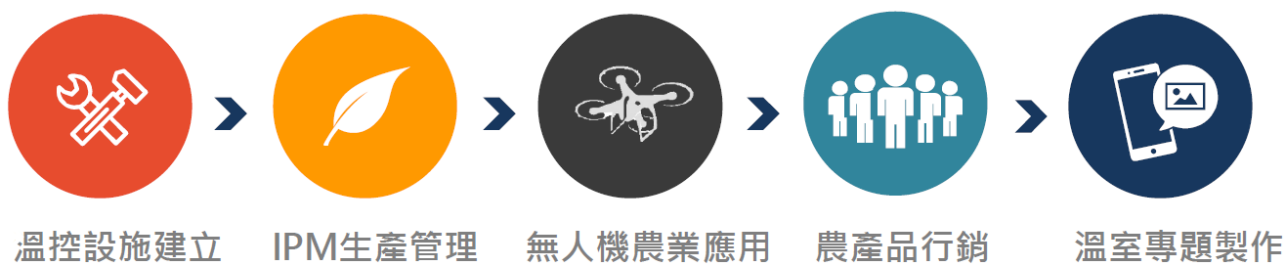 溫控設施建立
IPM生產管理
無人機農業應用
農產品行銷
溫室專題製作